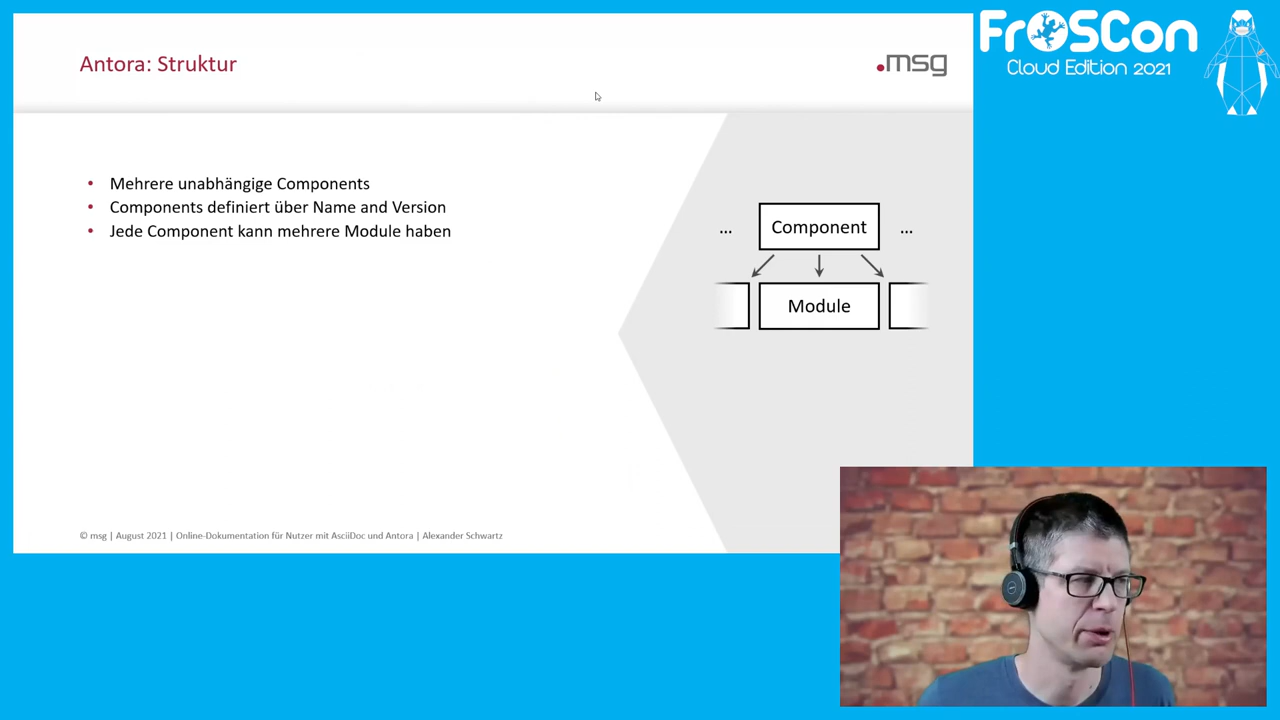 Antora: Struktur
.msg
FrOSCon
Cloud Edition 2021
• Mehrere unabhängige Components
• Components definiert über Name and Version
• Jede Component kann mehrere Module haben
... Component ...
Module
© msg | August 2021 | Online-Dokumentation für Nutzer mit AsciiDoc und Antora | Alexander Schwartz